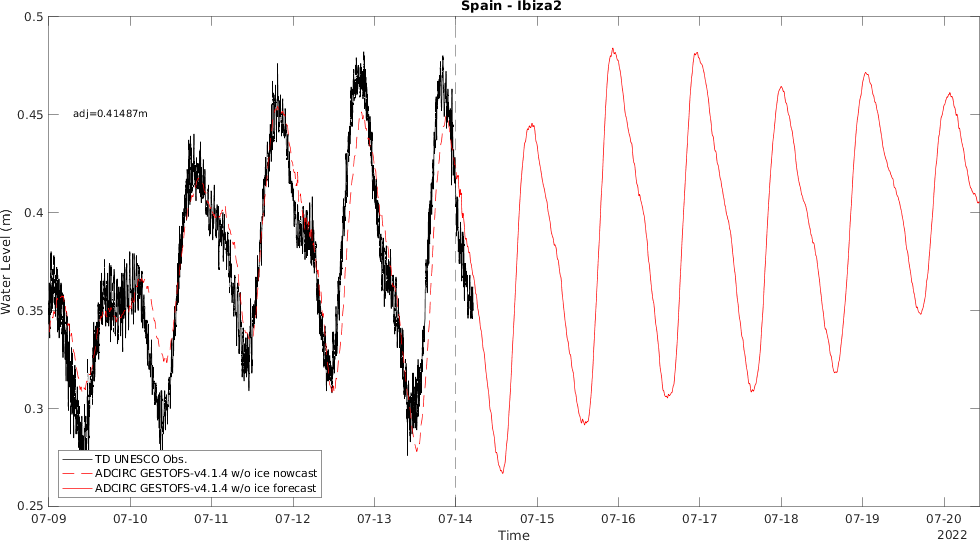 Spain - Ibiza2
0.5
0.45
0.4
0.35
0.3
0.25
Water Level (m)
adj=0.41487m
TD UNESCO Obs.
ADCIRC GESTOFS-v4.1.4 w/o ice nowcast
ADCIRC GESTOFS-v4.1.4 w/o ice forecast
07-09 07-10 07-11 07-12 07-13 07-14 07-15 07-16 07-17 07-18 07-19 07-20
Time
2022